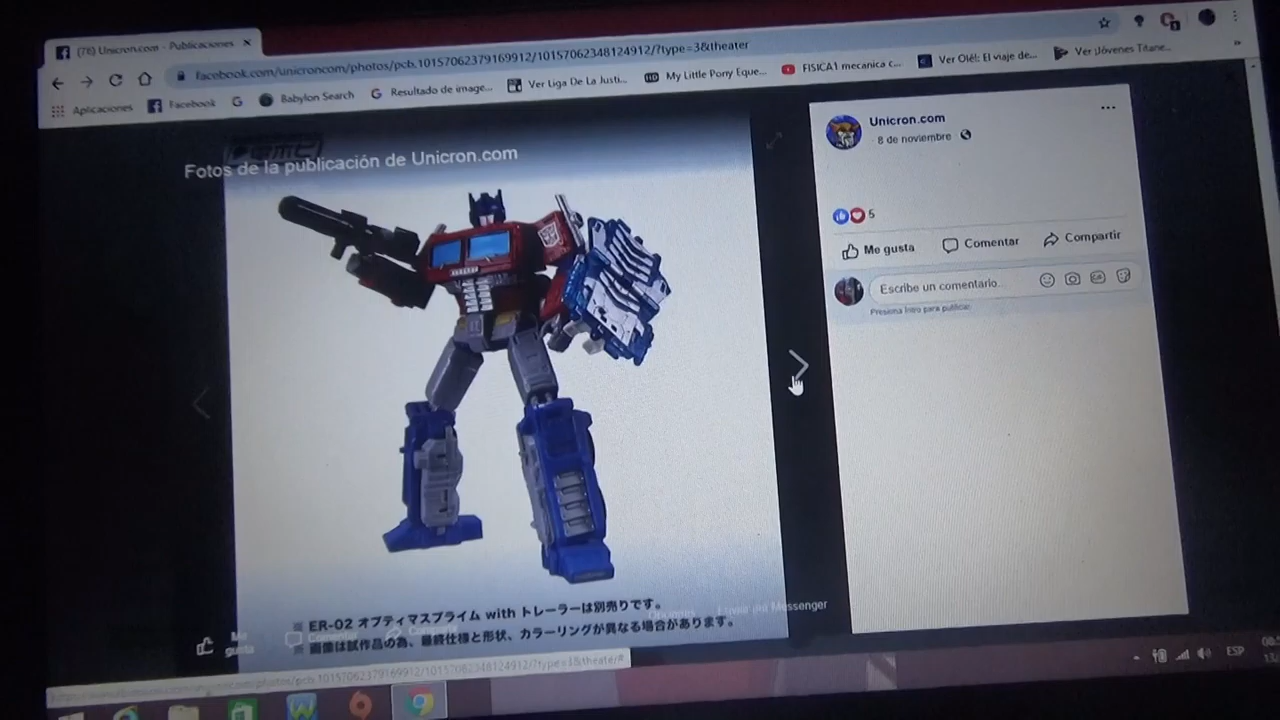 (76) Unicron.com - Publicaciones
facebook.com/unicroncom/photos/pcb.10157062379169912/10157062348124912/?type=3&theater
Aplicaciones Facebook Babylon Search Resultado de image... Ver Liga De La Justi... My Little Pony Eque... FISICA1 mecanica c... Ver Olé!: El viaje de... Ver ¡Jóvenes Titane...
Fotos de la publicación de Unicron.com
Unicron.com
8 de noviembre
5
Me gusta Comentar Compartir
Escribe un comentario...
Presiona Intro para publicar.
※ ER-02 オプティマスプライム with トレーラーは別売りです。
※ 画像は試作品の為、最終仕様と形状、カラーリングが異なる場合があります。
Me gusta Comentar Opciones Enviar por Messenger
ESP